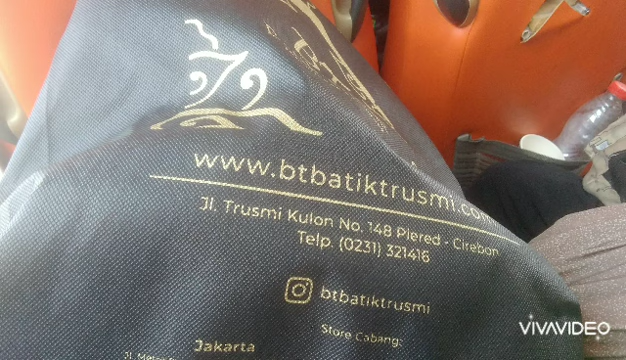 www.btbatiktrusmi.com
Jl. Trusmi Kulon No. 148 Plered - Cirebon
Telp. (0231) 321416
btbatiktrusmi
Store Cabang:
Jakarta
VIVAVIDEO